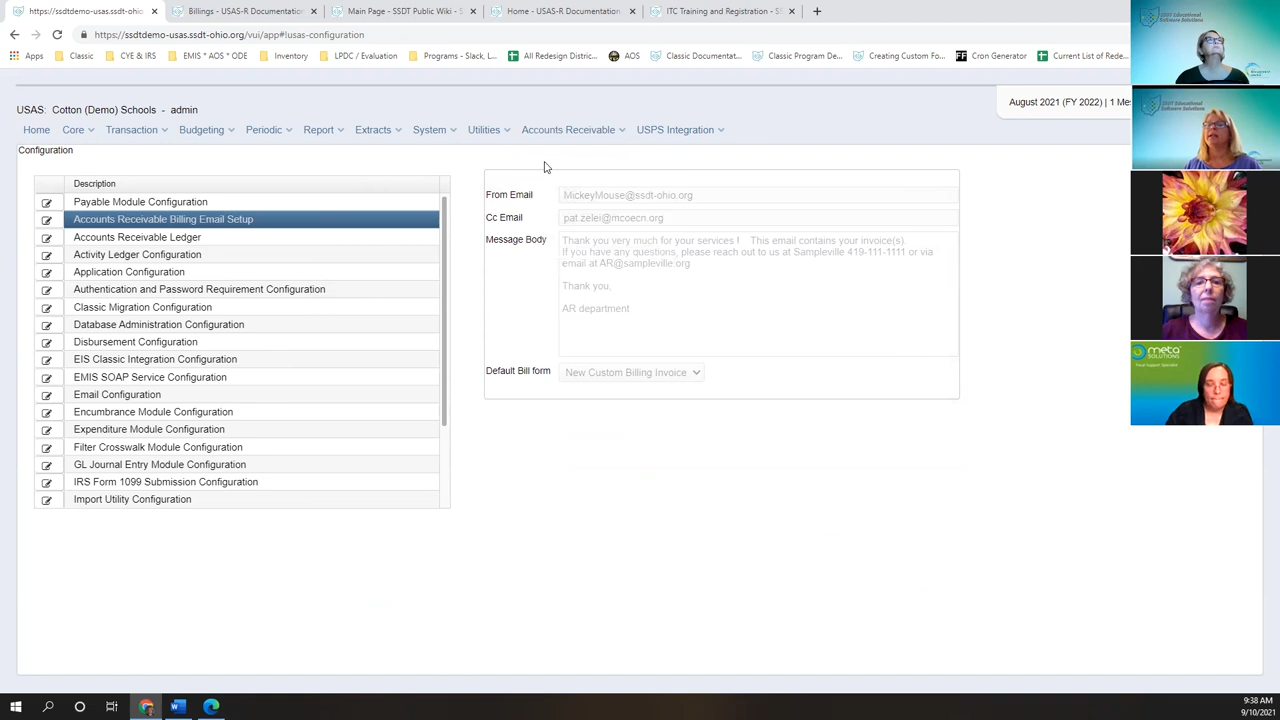 https://ssdtdemo-usas.ssdt-ohio
Billings - USAS-R Documentation
Main Page - SSDT Public Wiki - S
Home - USAS-R Documentation
ITC Training and Registration - SS
https://ssdtdemo-usas.ssdt-ohio.org/vui/app#!usas-configuration
Apps
Classic
CYE & IRS
EMIS * AOS * ODE
Inventory
LPDC / Evaluation
Programs - Slack, L...
All Redesign Distric...
AOS
Classic Documentat...
Classic Program De...
Creating Custom Fo...
Cron Generator
Current List of Rede...
USAS: Cotton (Demo) Schools - admin
August 2021 (FY 2022) | 1 Mes
Home
Core
Transaction
Budgeting
Periodic
Report
Extracts
System
Utilities
Accounts Receivable
USPS Integration
Configuration
Description
Payable Module Configuration
Accounts Receivable Billing Email Setup
Accounts Receivable Ledger
Activity Ledger Configuration
Application Configuration
Authentication and Password Requirement Configuration
Classic Migration Configuration
Database Administration Configuration
Disbursement Configuration
EIS Classic Integration Configuration
EMIS SOAP Service Configuration
Email Configuration
Encumbrance Module Configuration
Expenditure Module Configuration
Filter Crosswalk Module Configuration
GL Journal Entry Module Configuration
IRS Form 1099 Submission Configuration
Import Utility Configuration
From Email
MickeyMouse@ssdt-ohio.org
Cc Email
pat.zelei@mcoecn.org
Message Body
Thank you very much for your services ! This email contains your invoice(s).
If you have any questions, please reach out to us at Sampleville 419-111-1111 or via
email at AR@sampleville.org
Thank you,
AR department
Default Bill form
New Custom Billing Invoice
meta
SOLUTIONS
9:38 AM
9/10/2021